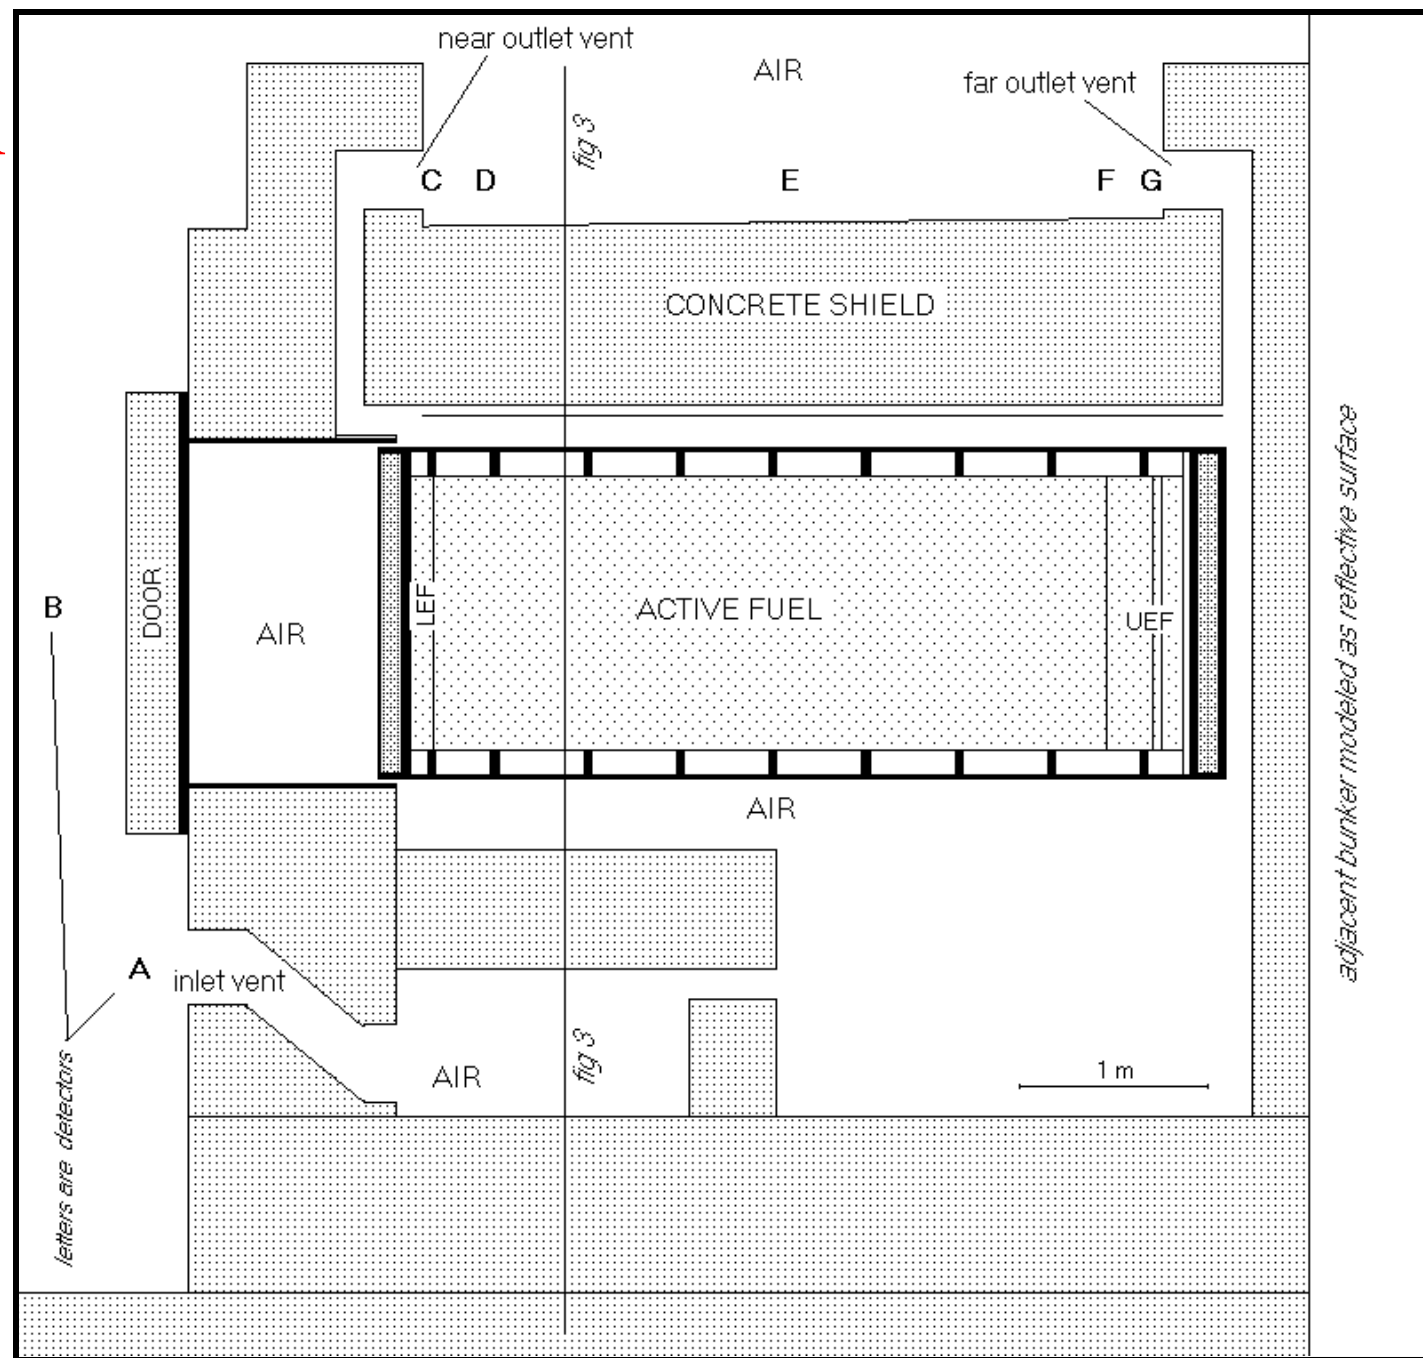 near outlet vent
AIR
far outlet vent
fig 3
C D E F G
CONCRETE SHIELD
B
DOOR
AIR
LEF
ACTIVE FUEL
UEF
adjacent bunker modeled as reflective surface
AIR
A
inlet vent
letters are detectors
AIR
fig 3
1 m